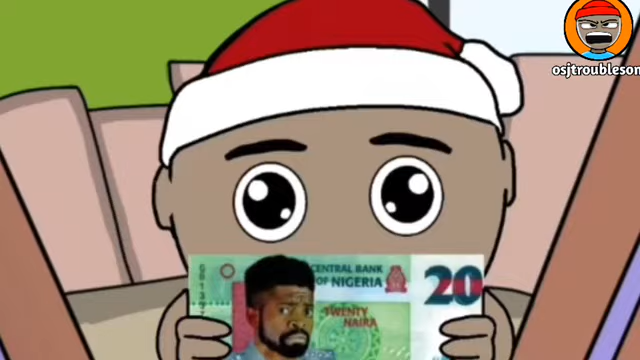 osjtroubleson
CENTRAL BANK
OF NIGERIA
20
TWENTY
NAIRA